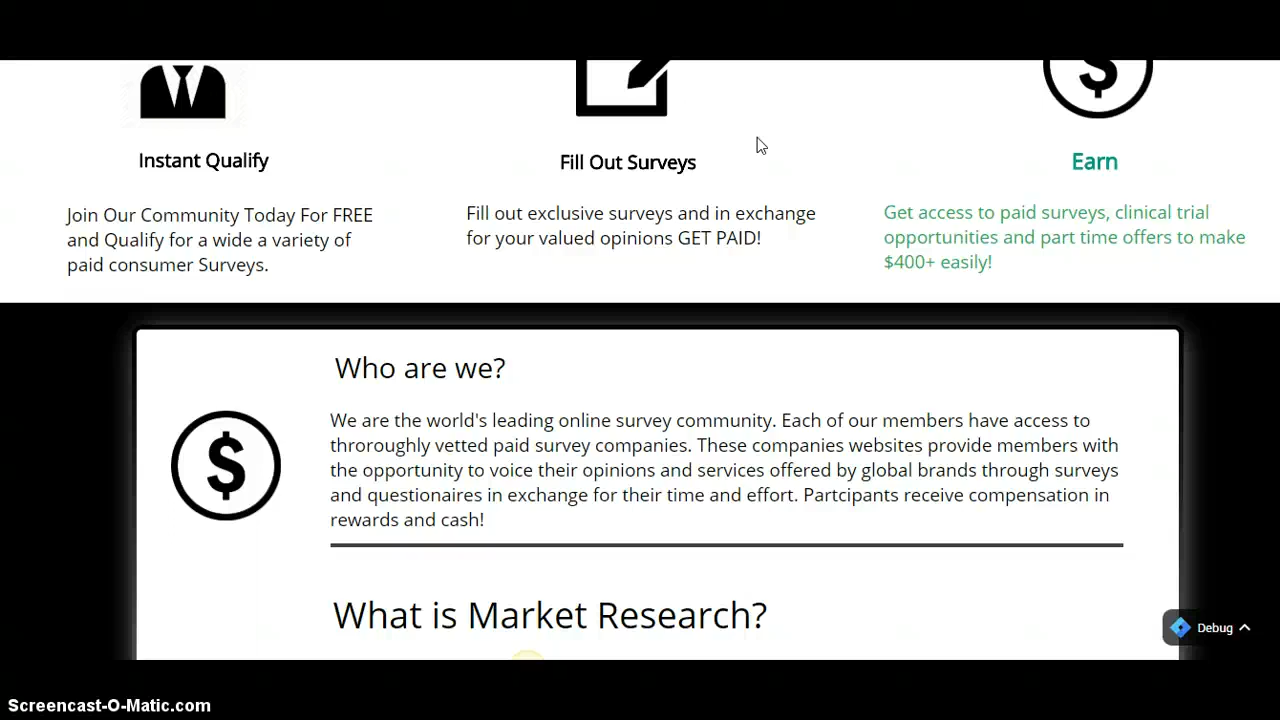 Instant Qualify
Fill Out Surveys
Earn
Join Our Community Today For FREE
and Qualify for a wide a variety of
paid consumer Surveys.
Fill out exclusive surveys and in exchange
for your valued opinions GET PAID!
Get access to paid surveys, clinical trial
opportunities and part time offers to make
$400+ easily!
Who are we?
We are the world's leading online survey community. Each of our members have access to
throroughly vetted paid survey companies. These companies websites provide members with
the opportunity to voice their opinions and services offered by global brands through surveys
and questionaires in exchange for their time and effort. Partcipants receive compensation in
rewards and cash!
What is Market Research?
Debug
Screencast-O-Matic.com